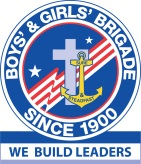 BOYS' & GIRLS' BRIGADE
STEADFAST
SINCE 1900
WE BUILD LEADERS